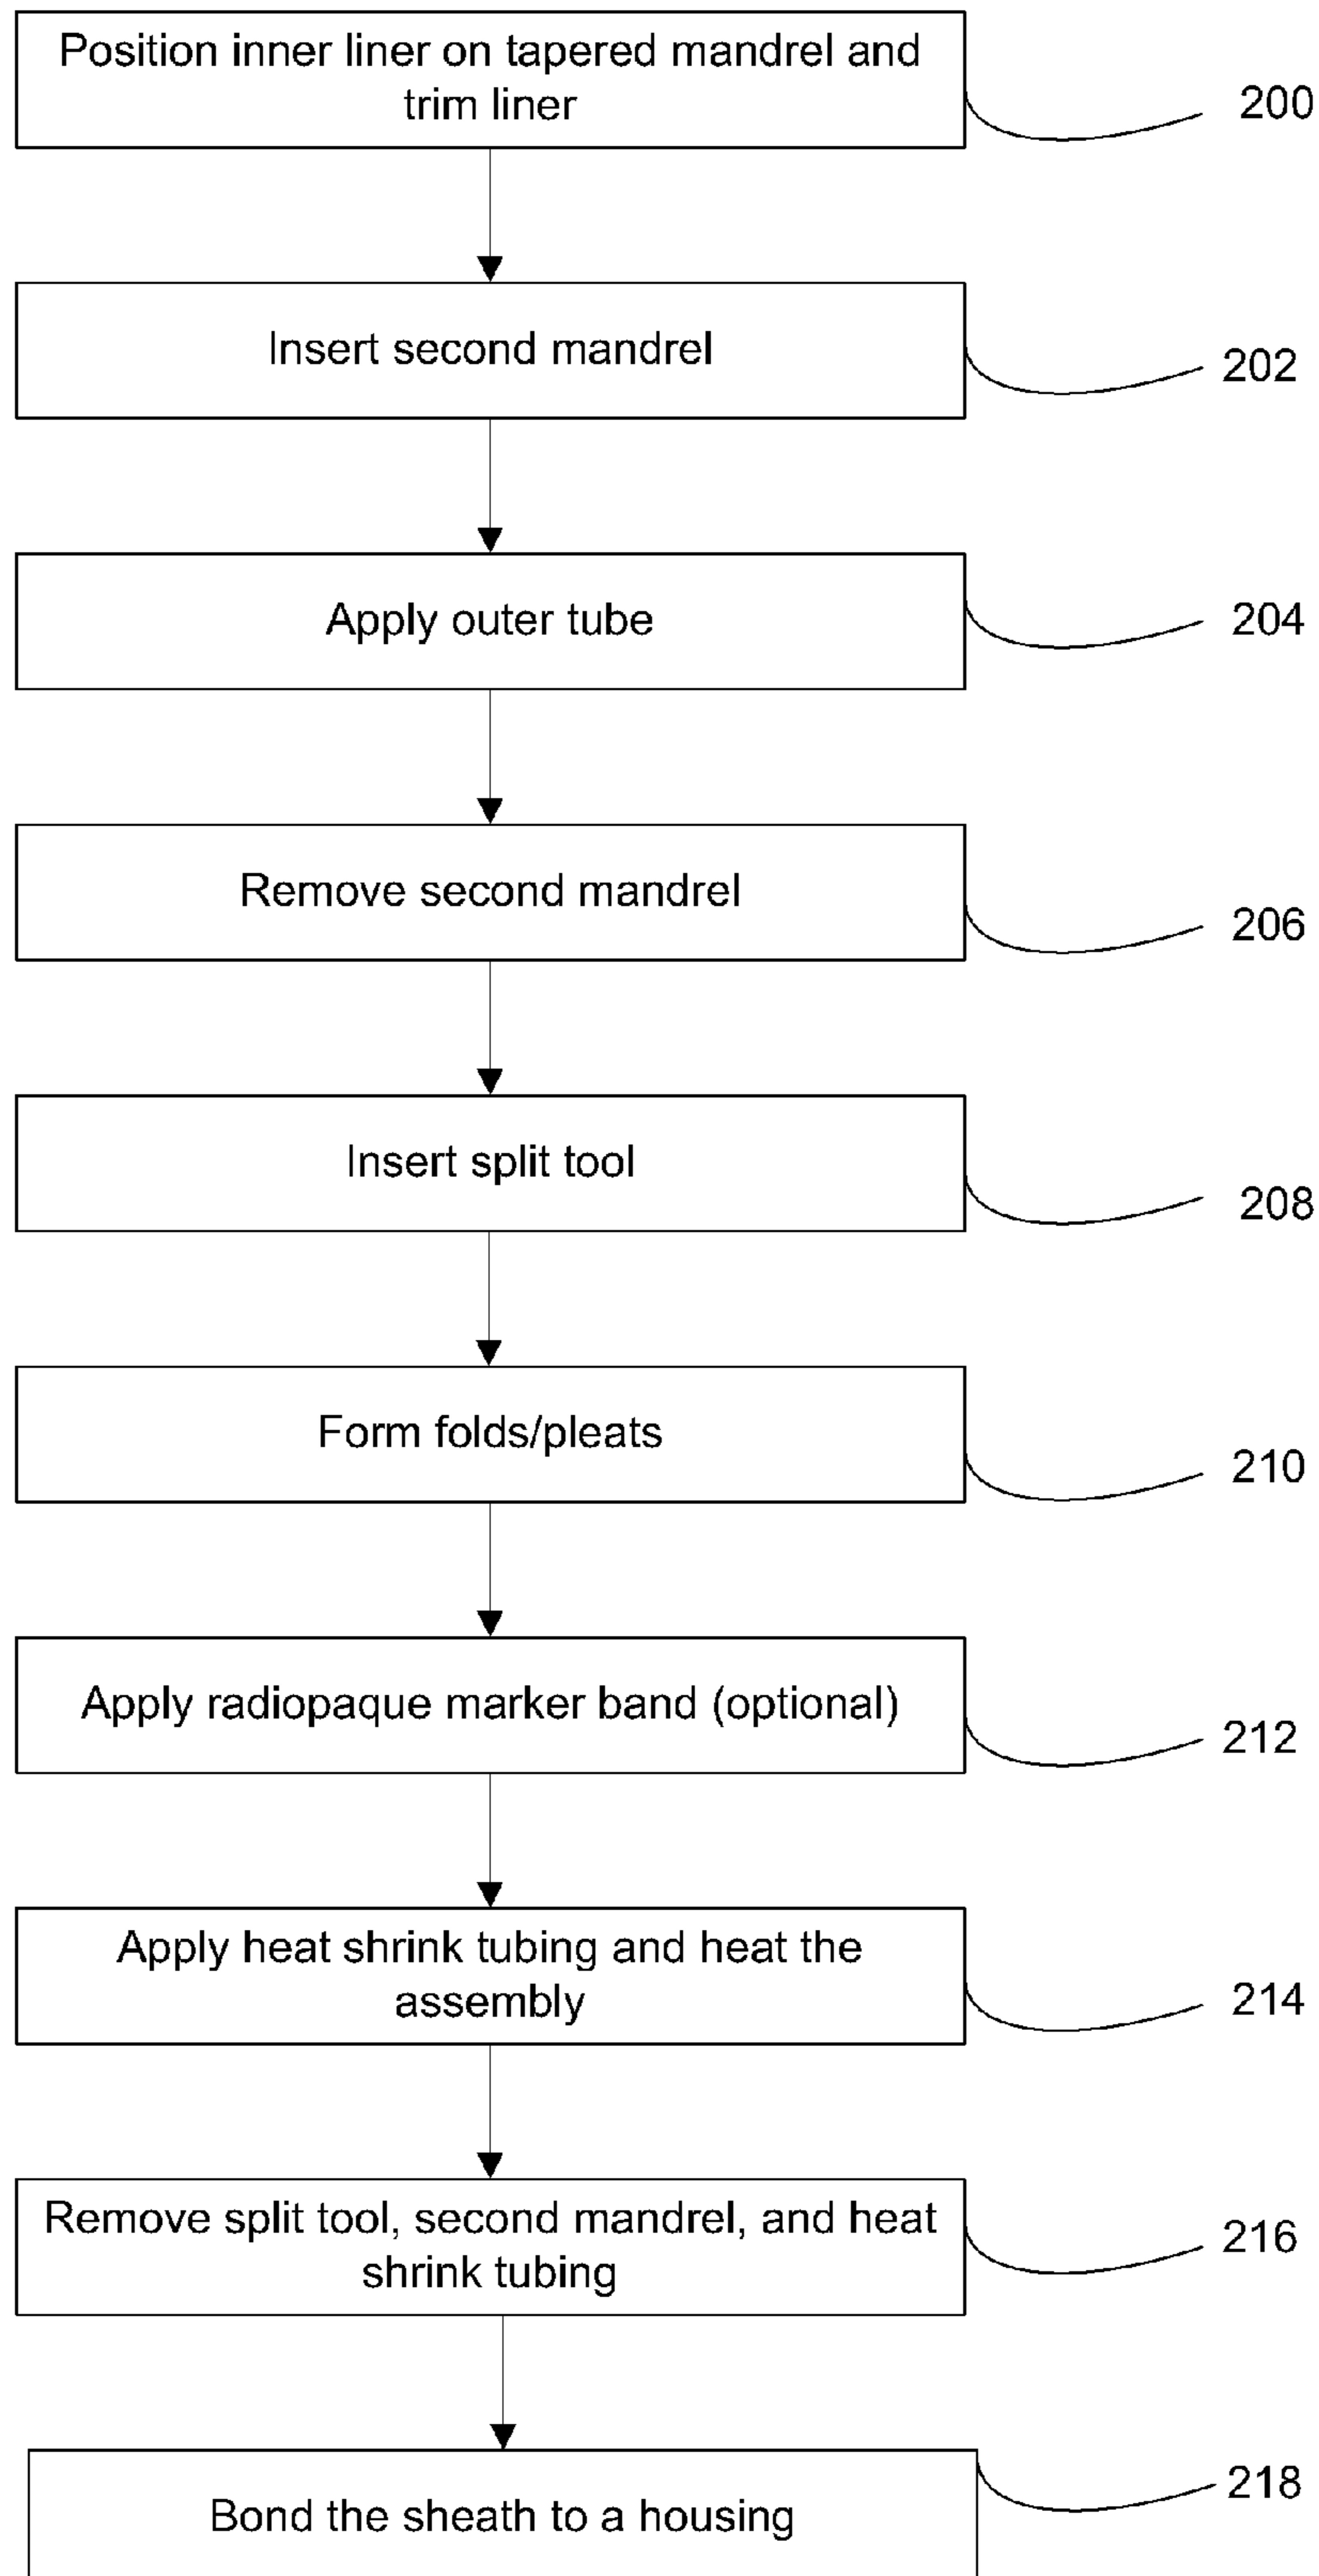 Position inner liner on tapered mandrel and
trim liner
200
Insert second mandrel
202
Apply outer tube
204
Remove second mandrel
206
Insert split tool
208
Form folds/pleats
210
Apply radiopaque marker band (optional)
212
Apply heat shrink tubing and heat the
assembly
214
Remove split tool, second mandrel, and heat
shrink tubing
216
Bond the sheath to a housing
218